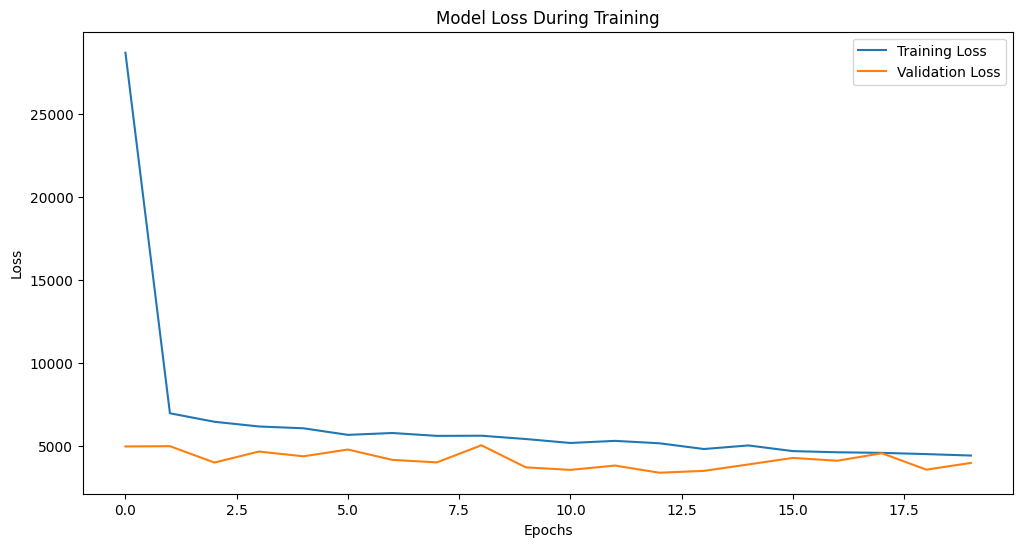 Model Loss During Training
Training Loss
Validation Loss
25000
20000
15000
10000
5000
Loss
0.0
2.5
5.0
7.5
10.0
12.5
15.0
17.5
Epochs